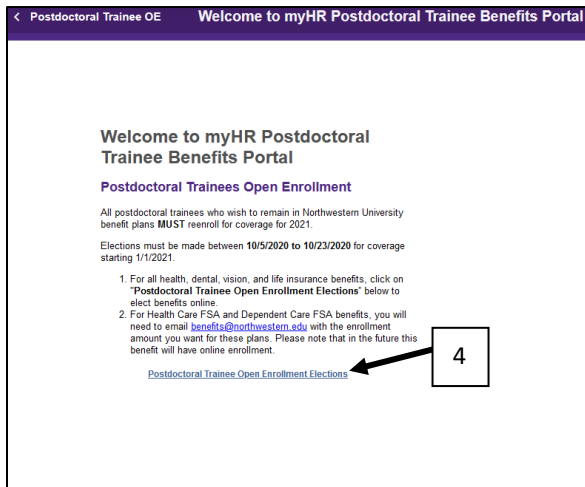 < Postdoctoral Trainee OE Welcome to myHR Postdoctoral Trainee Benefits Portal
Welcome to myHR Postdoctoral
Trainee Benefits Portal
Postdoctoral Trainees Open Enrollment
All postdoctoral trainees who wish to remain in Northwestern University
benefit plans MUST reenroll for coverage for 2021.
Elections must be made between 10/5/2020 to 10/23/2020 for coverage
starting 1/1/2021.
1. For all health, dental, vision, and life insurance benefits, click on
"Postdoctoral Trainee Open Enrollment Elections" below to
elect benefits online.
2. For Health Care FSA and Dependent Care FSA benefits, you will
need to email benefits@northwestern.edu with the enrollment
amount you want for these plans. Please note that in the future this
benefit will have online enrollment.
Postdoctoral Trainee Open Enrollment Elections
4